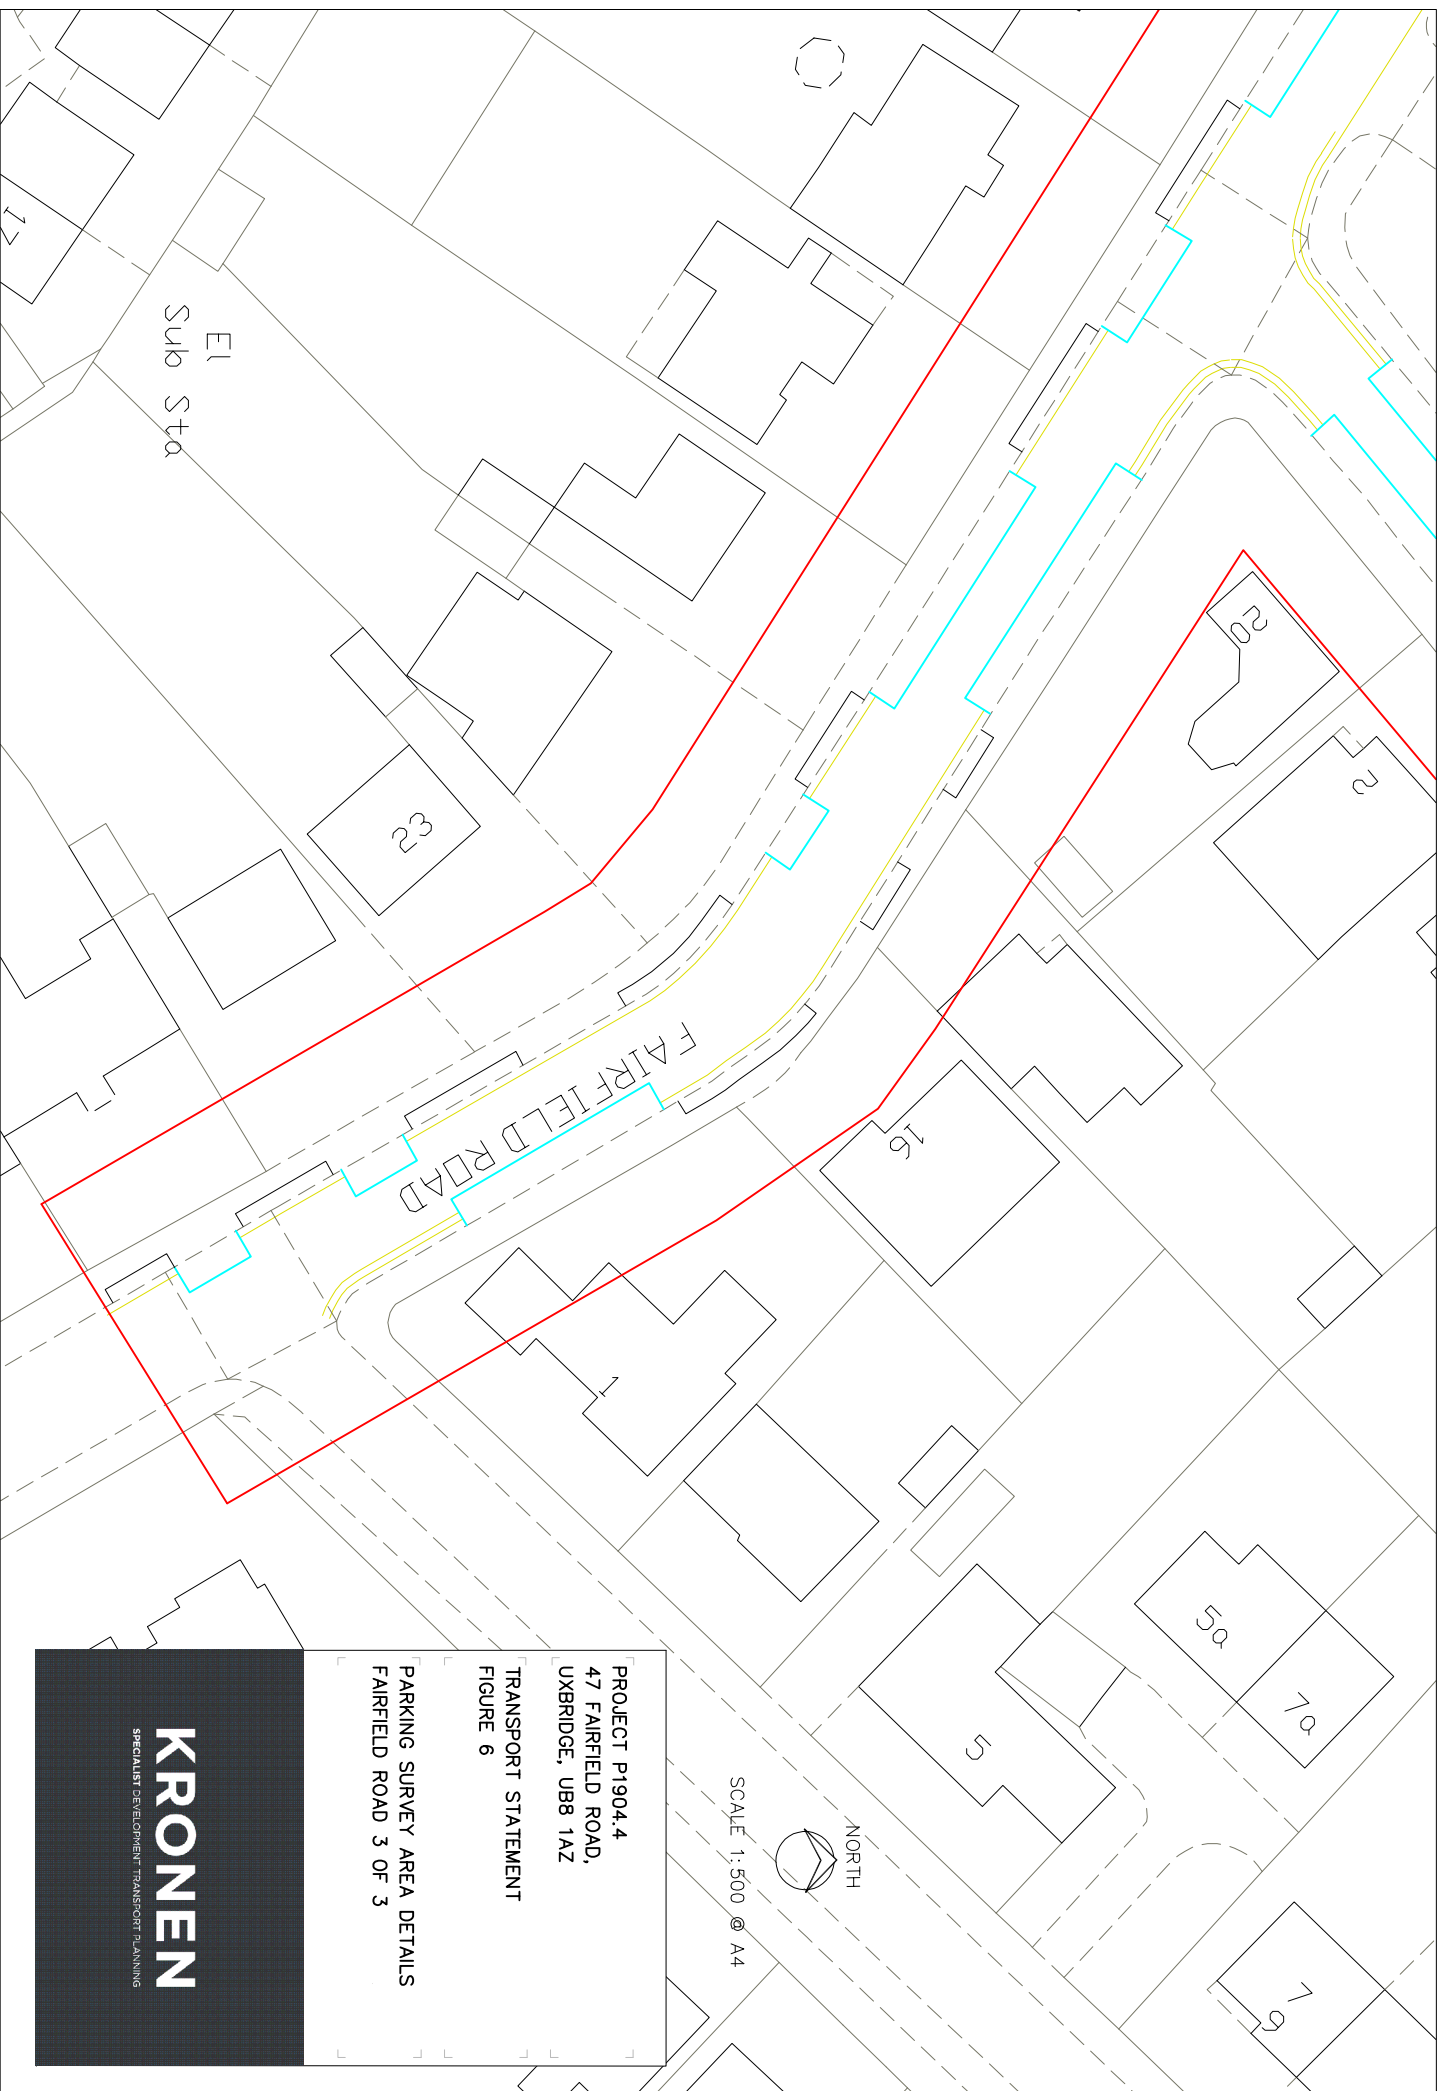 17
El
Sub Sta
23
20
2
FAIRFIELD ROAD
16
1
5a
7a
5
7
9
NORTH
SCALE 1:500 @ A4
PROJECT P1904.4
47 FAIRFIELD ROAD,
UXBRIDGE, UB8 1AZ
TRANSPORT STATEMENT
FIGURE 6
PARKING SURVEY AREA DETAILS
FAIRFIELD ROAD 3 OF 3
KRONEN
SPECIALIST DEVELOPMENT TRANSPORT PLANNING